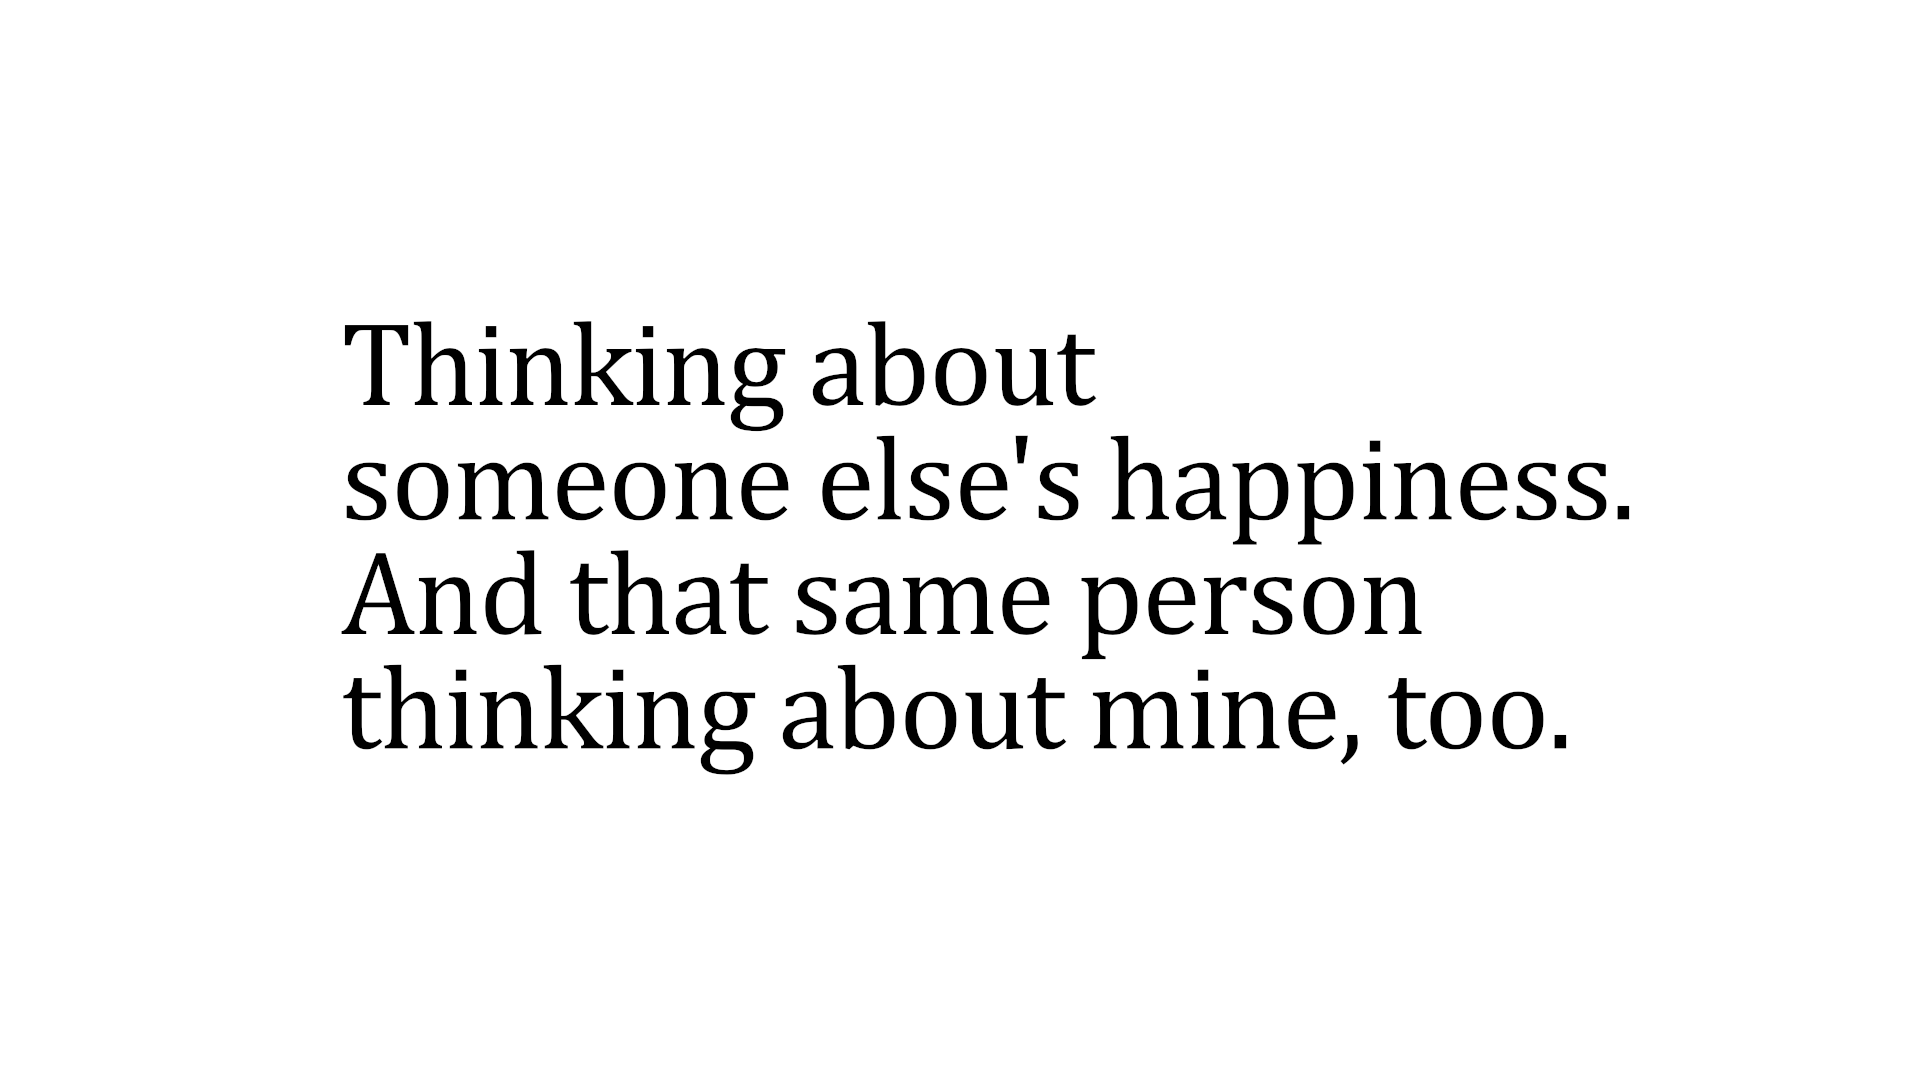 Thinking about
someone else's happiness.
And that same person
thinking about mine, too.